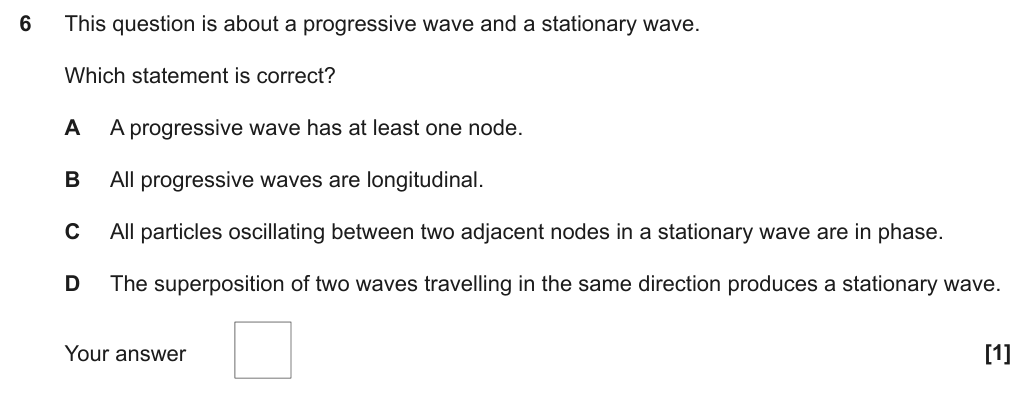 6 This question is about a progressive wave and a stationary wave.
Which statement is correct?
A A progressive wave has at least one node.
B All progressive waves are longitudinal.
C All particles oscillating between two adjacent nodes in a stationary wave are in phase.
D The superposition of two waves travelling in the same direction produces a stationary wave.
Your answer [1]